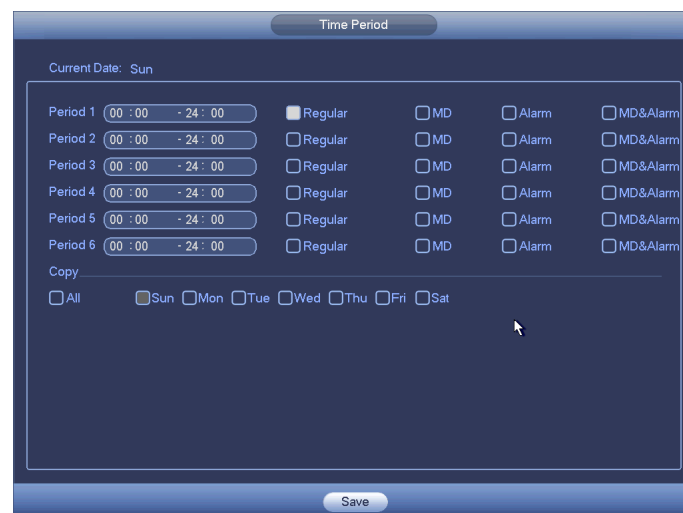 Time Period
Current Date: Sun
Period 1 00 :00 - 24 : 00 Regular MD Alarm MD&Alarm
Period 2 00 :00 - 24 : 00 Regular MD Alarm MD&Alarm
Period 3 00 :00 - 24 : 00 Regular MD Alarm MD&Alarm
Period 4 00 :00 - 24 : 00 Regular MD Alarm MD&Alarm
Period 5 00 :00 - 24 : 00 Regular MD Alarm MD&Alarm
Period 6 00 :00 - 24 : 00 Regular MD Alarm MD&Alarm
Copy
All Sun Mon Tue Wed Thu Fri Sat
Save